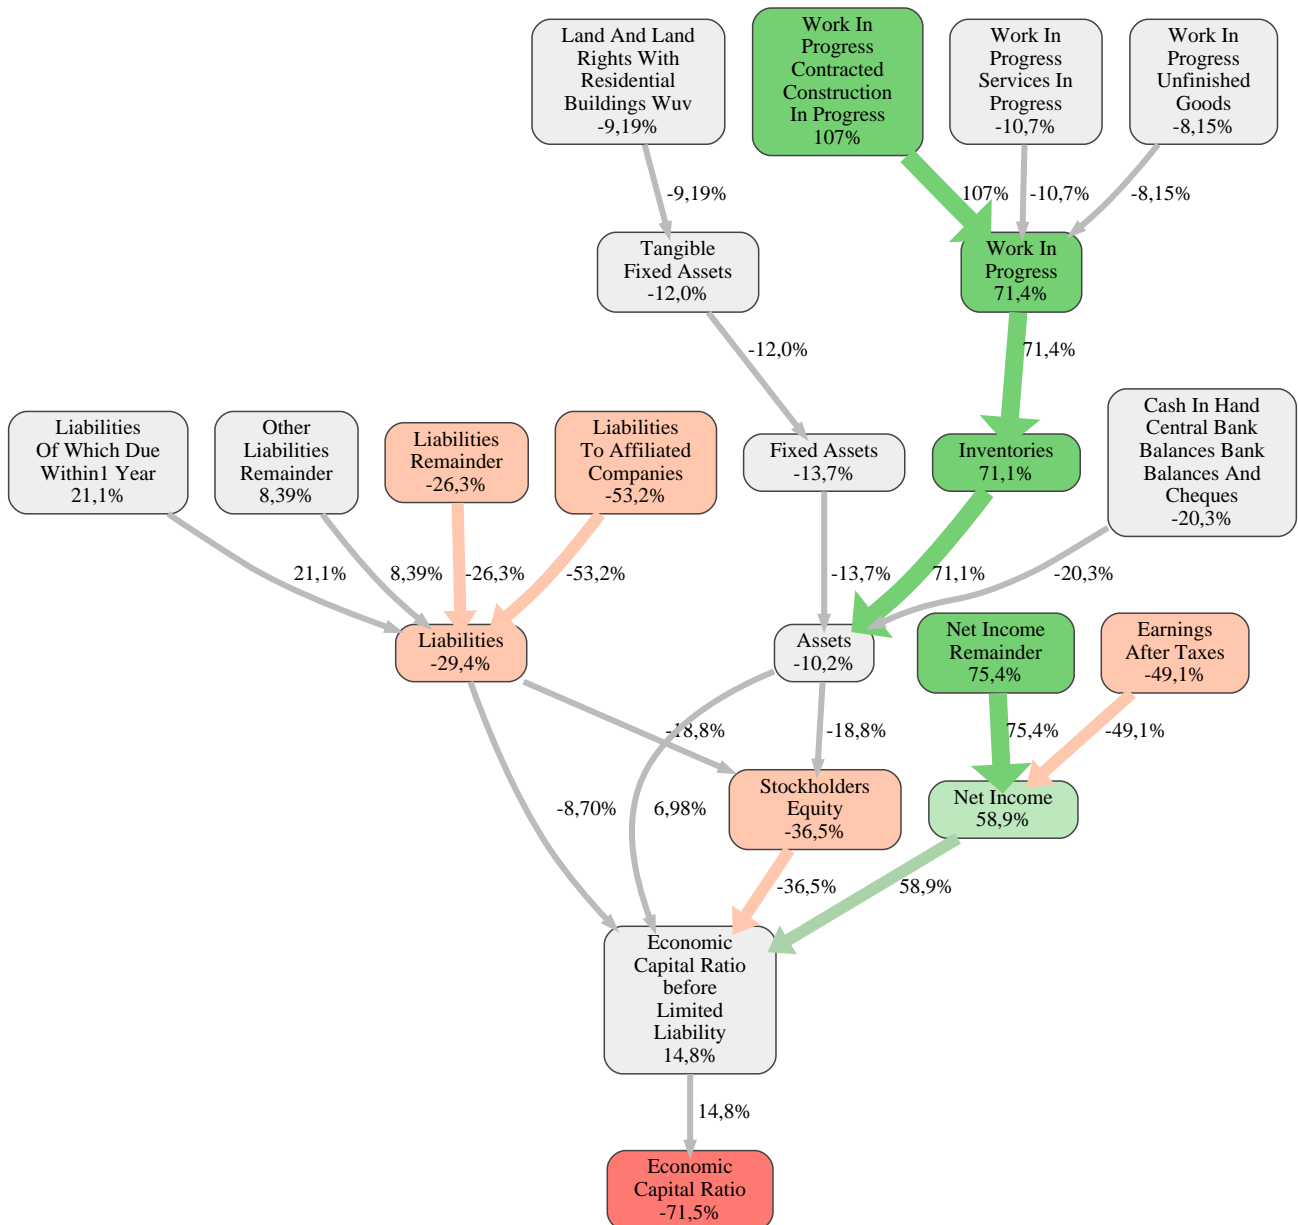 Land And Land
Rights With
Residential
Buildings Wuv
-9,19%
Work In
Progress
Contracted
Construction
In Progress
107%
Work In
Progress
Services In
Progress
-10,7%
Work In
Progress
Unfinished
Goods
-8,15%
-9,19%
107%
-10,7%
-8,15%
Tangible
Fixed Assets
-12,0%
Work In
Progress
71,4%
-12,0%
71,4%
Liabilities
Of Which Due
Within1 Year
21,1%
Other
Liabilities
Remainder
8,39%
Liabilities
Remainder
-26,3%
Liabilities
To Affiliated
Companies
-53,2%
Fixed Assets
-13,7%
Inventories
71,1%
Cash In Hand
Central Bank
Balances Bank
Balances And
Cheques
-20,3%
21,1%
8,39%
-26,3%
-53,2%
-13,7%
71,1%
-20,3%
Liabilities
-29,4%
Assets
-10,2%
Net Income
Remainder
75,4%
Earnings
After Taxes
-49,1%
-18,8%
-18,8%
75,4%
-49,1%
Stockholders
Equity
-36,5%
Net Income
58,9%
-8,70%
6,98%
-36,5%
58,9%
Economic
Capital Ratio
before
Limited
Liability
14,8%
14,8%
Economic
Capital Ratio
-71,5%